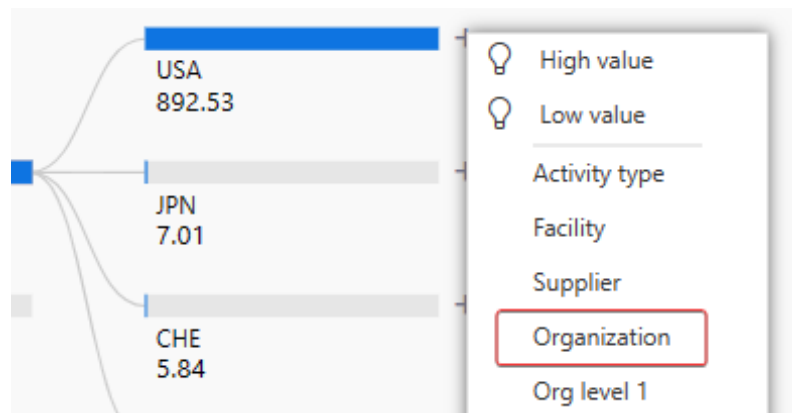 USA
892.53
JPN
7.01
CHE
5.84
High value
Low value
Activity type
Facility
Supplier
Organization
Org level 1